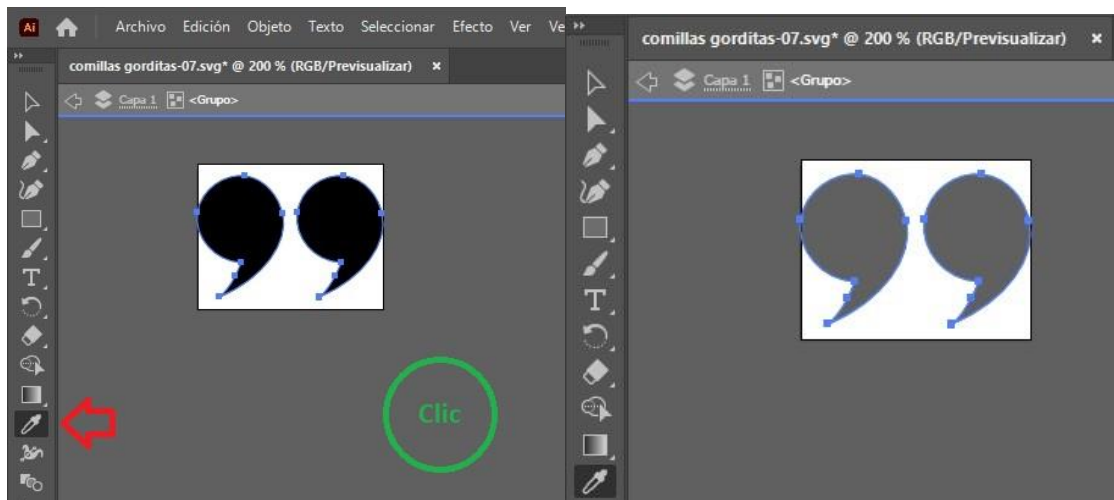 Ai Archivo Edición Objeto Texto Seleccionar Efecto Ver Ve
comillas gorditas-07.svg* @ 200 % (RGB/Previsualizar) ×
Capa 1 <Grupo>
Clic
comillas gorditas-07.svg* @ 200 % (RGB/Previsualizar) ×
Capa 1 <Grupo>